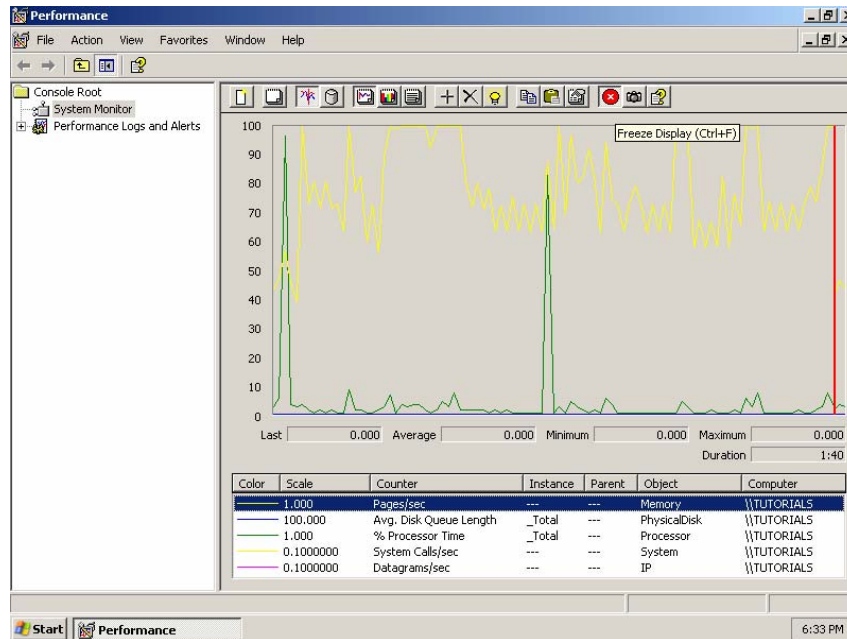 Performance
File Action View Favorites Window Help
Console Root
System Monitor
Performance Logs and Alerts
Freeze Display (Ctrl+F)
100
90
80
70
60
50
40
30
20
10
0
Last 0.000 Average 0.000 Minimum 0.000 Maximum 0.000
Duration 1:40
Color Scale Counter Instance Parent Object Computer
1.000 Pages/sec --- --- Memory \\TUTORIALS
100.000 Avg. Disk Queue Length _Total --- PhysicalDisk \\TUTORIALS
1.000 % Processor Time _Total --- Processor \\TUTORIALS
0.1000000 System Calls/sec --- --- System \\TUTORIALS
0.1000000 Datagrams/sec --- --- IP \\TUTORIALS
Start Performance 6:33 PM